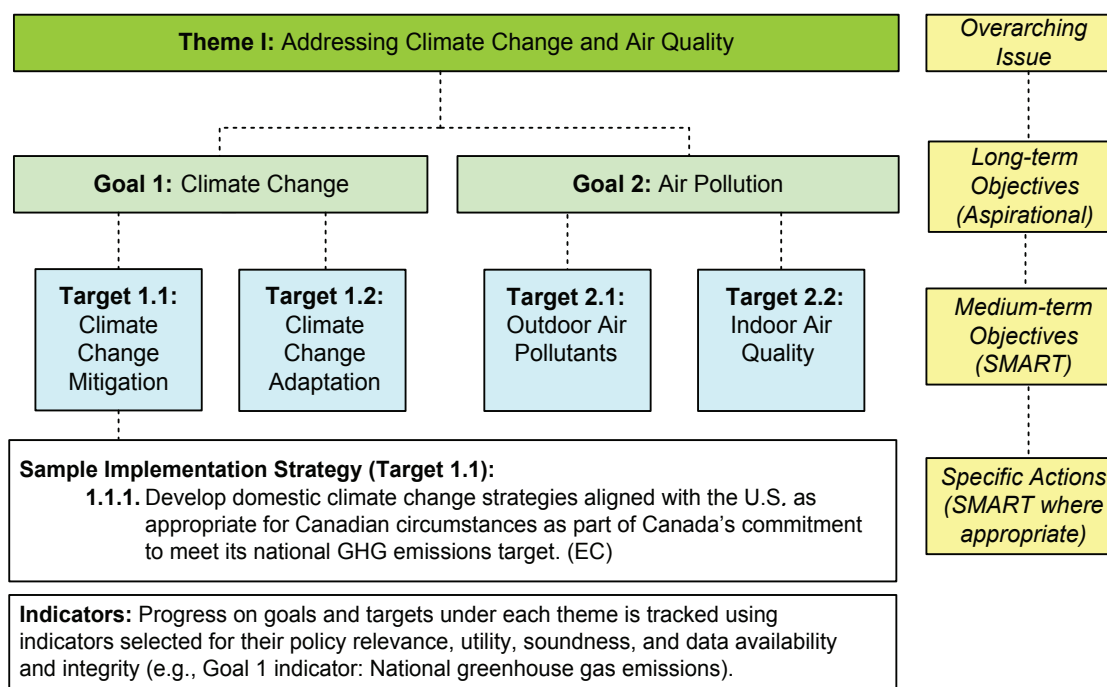 Theme I: Addressing Climate Change and Air Quality
Overarching
Issue
Goal 1: Climate Change
Goal 2: Air Pollution
Long-term
Objectives
(Aspirational)
Target 1.1:
Climate
Change
Mitigation
Target 1.2:
Climate
Change
Adaptation
Target 2.1:
Outdoor Air
Pollutants
Target 2.2:
Indoor Air
Quality
Medium-term
Objectives
(SMART)
Sample Implementation Strategy (Target 1.1):
1.1.1. Develop domestic climate change strategies aligned with the U.S. as
appropriate for Canadian circumstances as part of Canada’s commitment
to meet its national GHG emissions target. (EC)
Specific Actions
(SMART where
appropriate)
Indicators: Progress on goals and targets under each theme is tracked using
indicators selected for their policy relevance, utility, soundness, and data availability
and integrity (e.g., Goal 1 indicator: National greenhouse gas emissions).